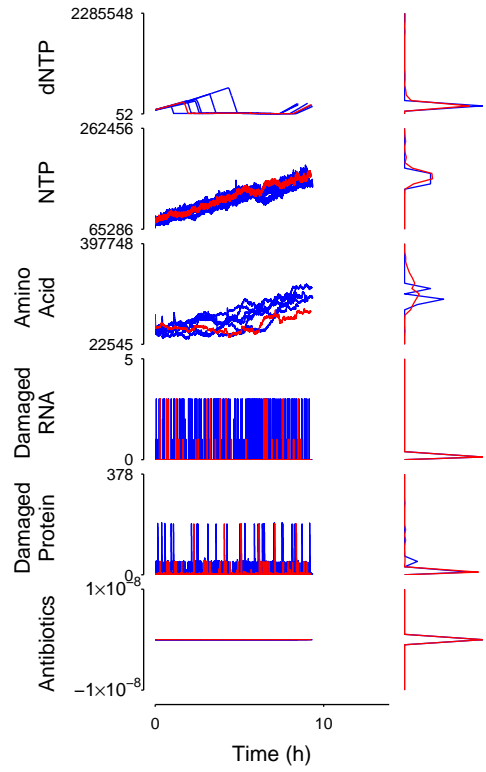 2285548
dNTP
52
262456
NTP
65286
397748
Amino
Acid
22545
5
Damaged
RNA
0
378
Damaged
Protein
0
1×10⁻⁸
Antibiotics
−1×10⁻⁸
0
10
Time (h)